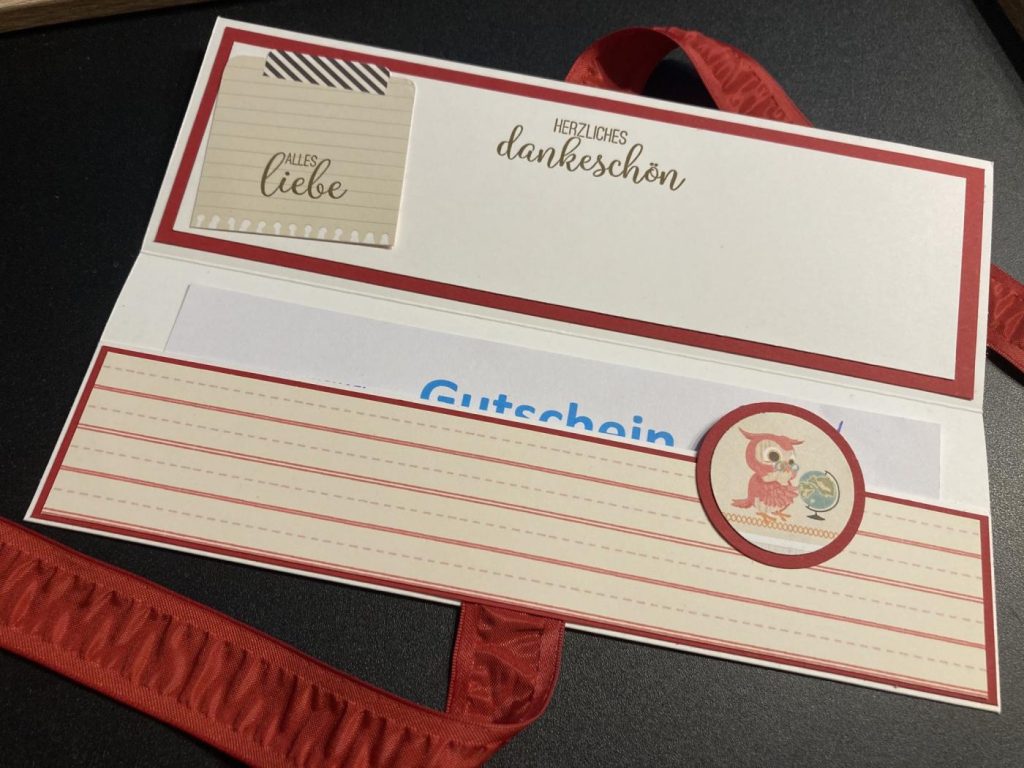 ALLES
liebe
HERZLICHES
dankeschön
Gutschein